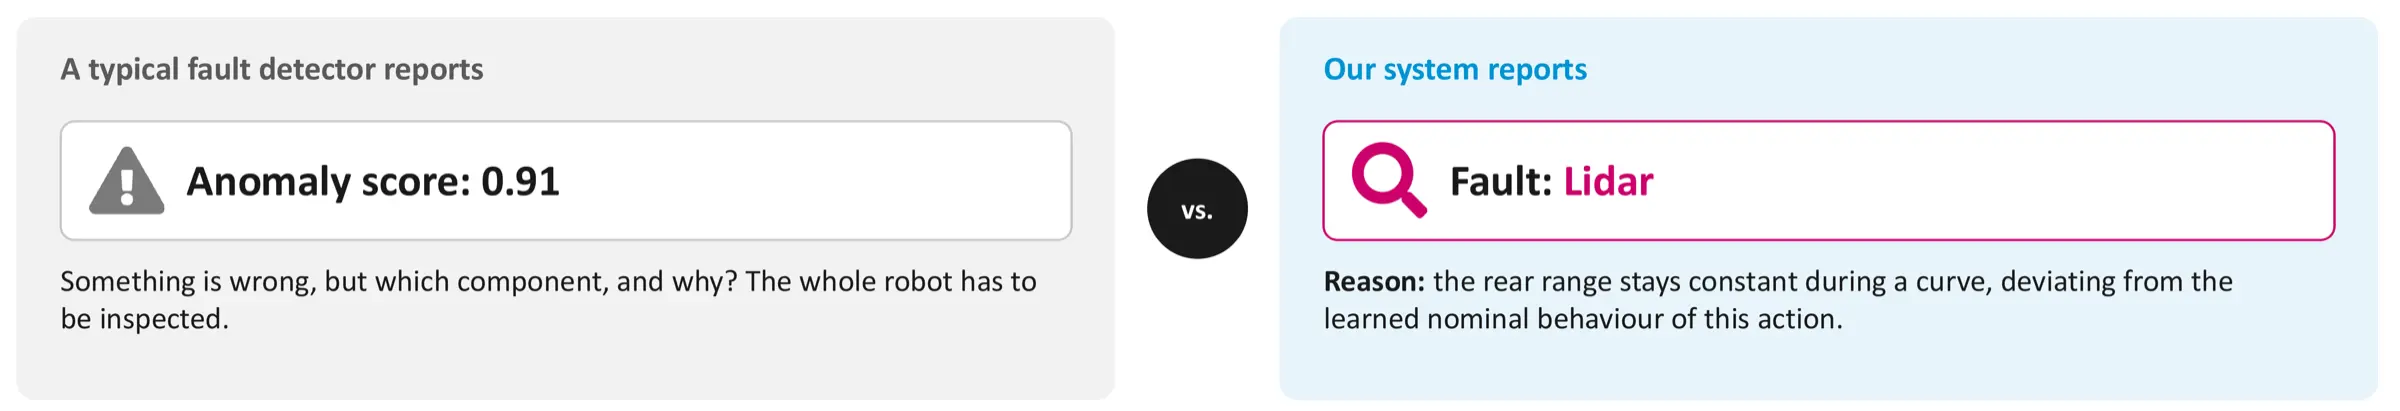 A typical fault detector reports
Anomaly score: 0.91
Something is wrong, but which component, and why? The whole robot has to
be inspected.
vs.
Our system reports
Fault: Lidar
Reason: the rear range stays constant during a curve, deviating from the
learned nominal behaviour of this action.